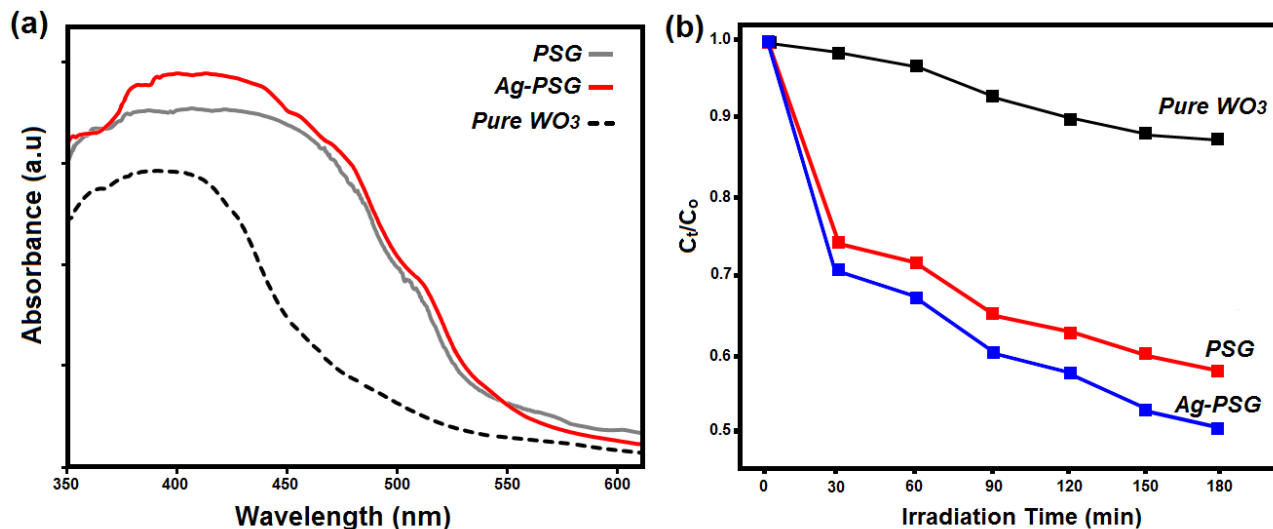 (a)
PSG
Ag-PSG
Pure WO3
Absorbance (a.u)
350
400
450
500
550
600
Wavelength (nm)
(b)
1.0
0.9
0.8
0.7
0.6
0.5
Ct/Co
Pure WO3
PSG
Ag-PSG
0
30
60
90
120
150
180
Irradiation Time (min)